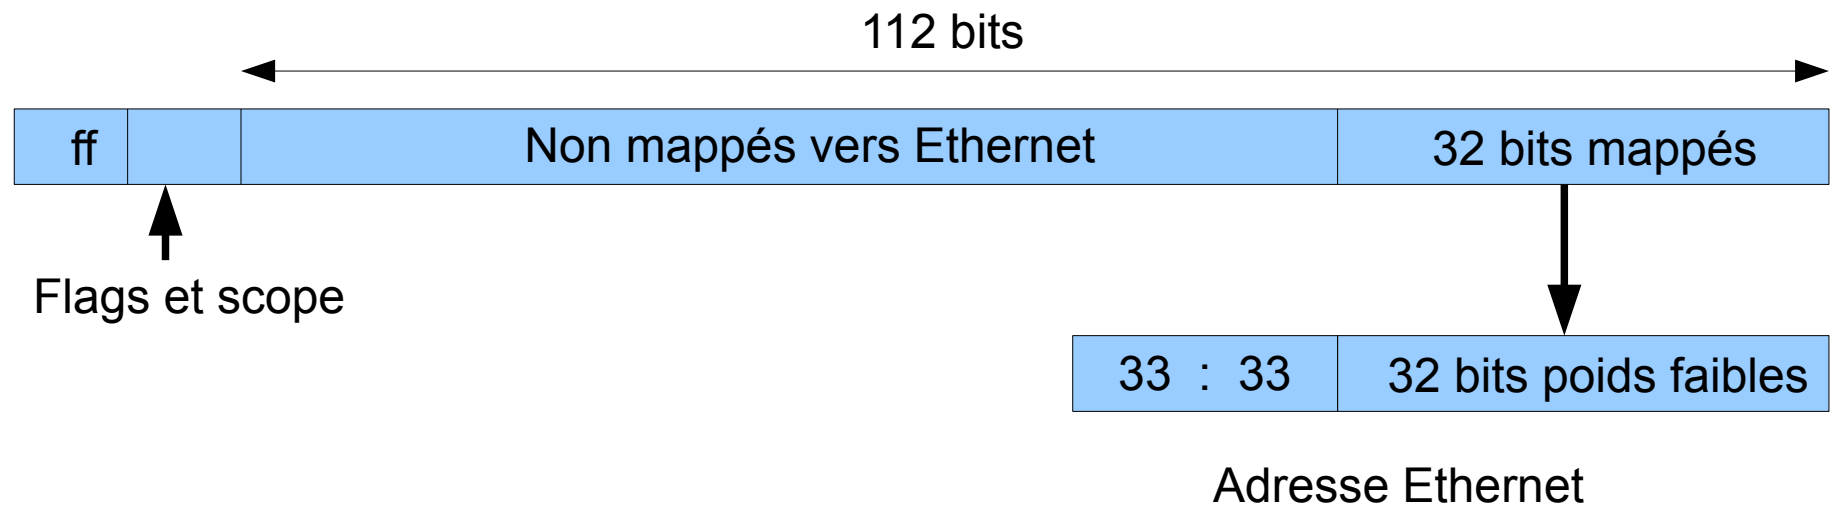 112 bits
ff
Non mappés vers Ethernet
32 bits mappés
Flags et scope
33 : 33
32 bits poids faibles
Adresse Ethernet